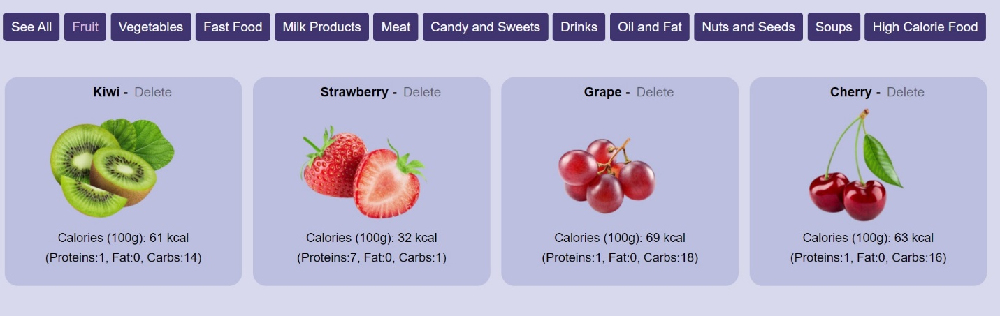 See All Fruit Vegetables Fast Food Milk Products Meat Candy and Sweets Drinks Oil and Fat Nuts and Seeds Soups High Calorie Food
Kiwi - Delete
Calories (100g): 61 kcal
(Proteins:1, Fat:0, Carbs:14)
Strawberry - Delete
Calories (100g): 32 kcal
(Proteins:7, Fat:0, Carbs:1)
Grape - Delete
Calories (100g): 69 kcal
(Proteins:1, Fat:0, Carbs:18)
Cherry - Delete
Calories (100g): 63 kcal
(Proteins:1, Fat:0, Carbs:16)